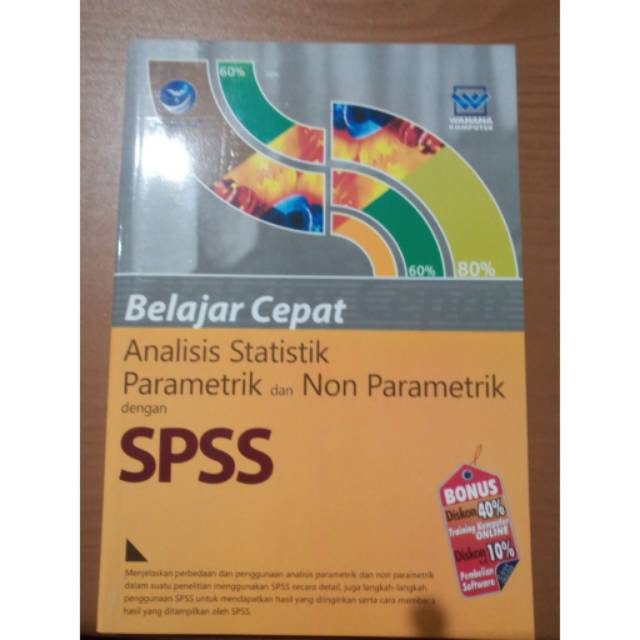 60%
WAHANA
KOMPUTER
60%
80%
Belajar Cepat
Analisis Statistik
Parametrik dan Non Parametrik
dengan
SPSS
BONUS
Diskon 40%
Training Komputer
ONLINE
Diskon 10%
Pembelian
Software
Menjelaskan perbedaan dan penggunaan analisis parametrik dan non parametrik
dalam suatu penelitian menggunakan SPSS secara detail, juga langkah-langkah
penggunaan SPSS untuk mendapatkan hasil yang diinginkan serta cara membaca
hasil yang ditampilkan oleh SPSS.